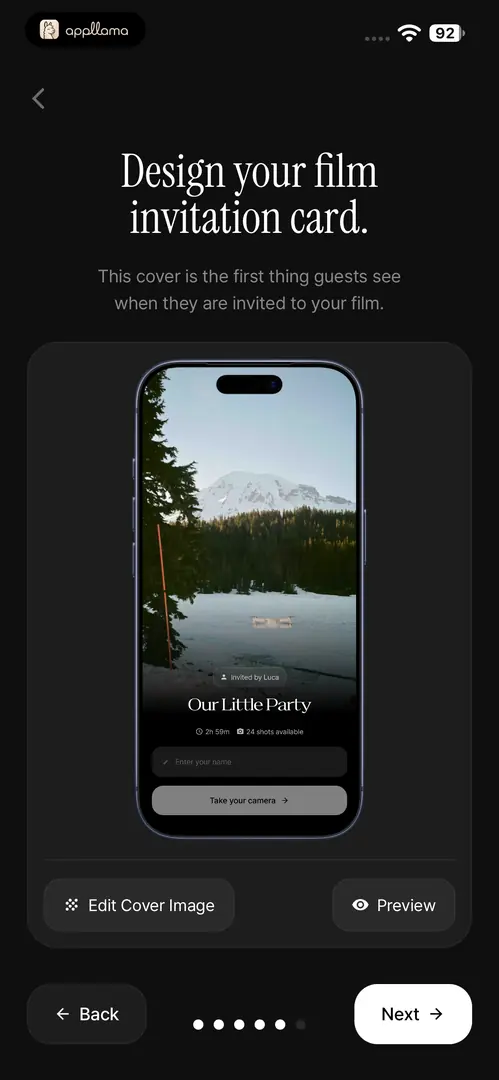 appllama
92
Design your film
invitation card.
This cover is the first thing guests see
when they are invited to your film.
Invited by Luca
Our Little Party
2h 59m 24 shots available
Enter your name
Take your camera →
Edit Cover Image
Preview
← Back
Next →